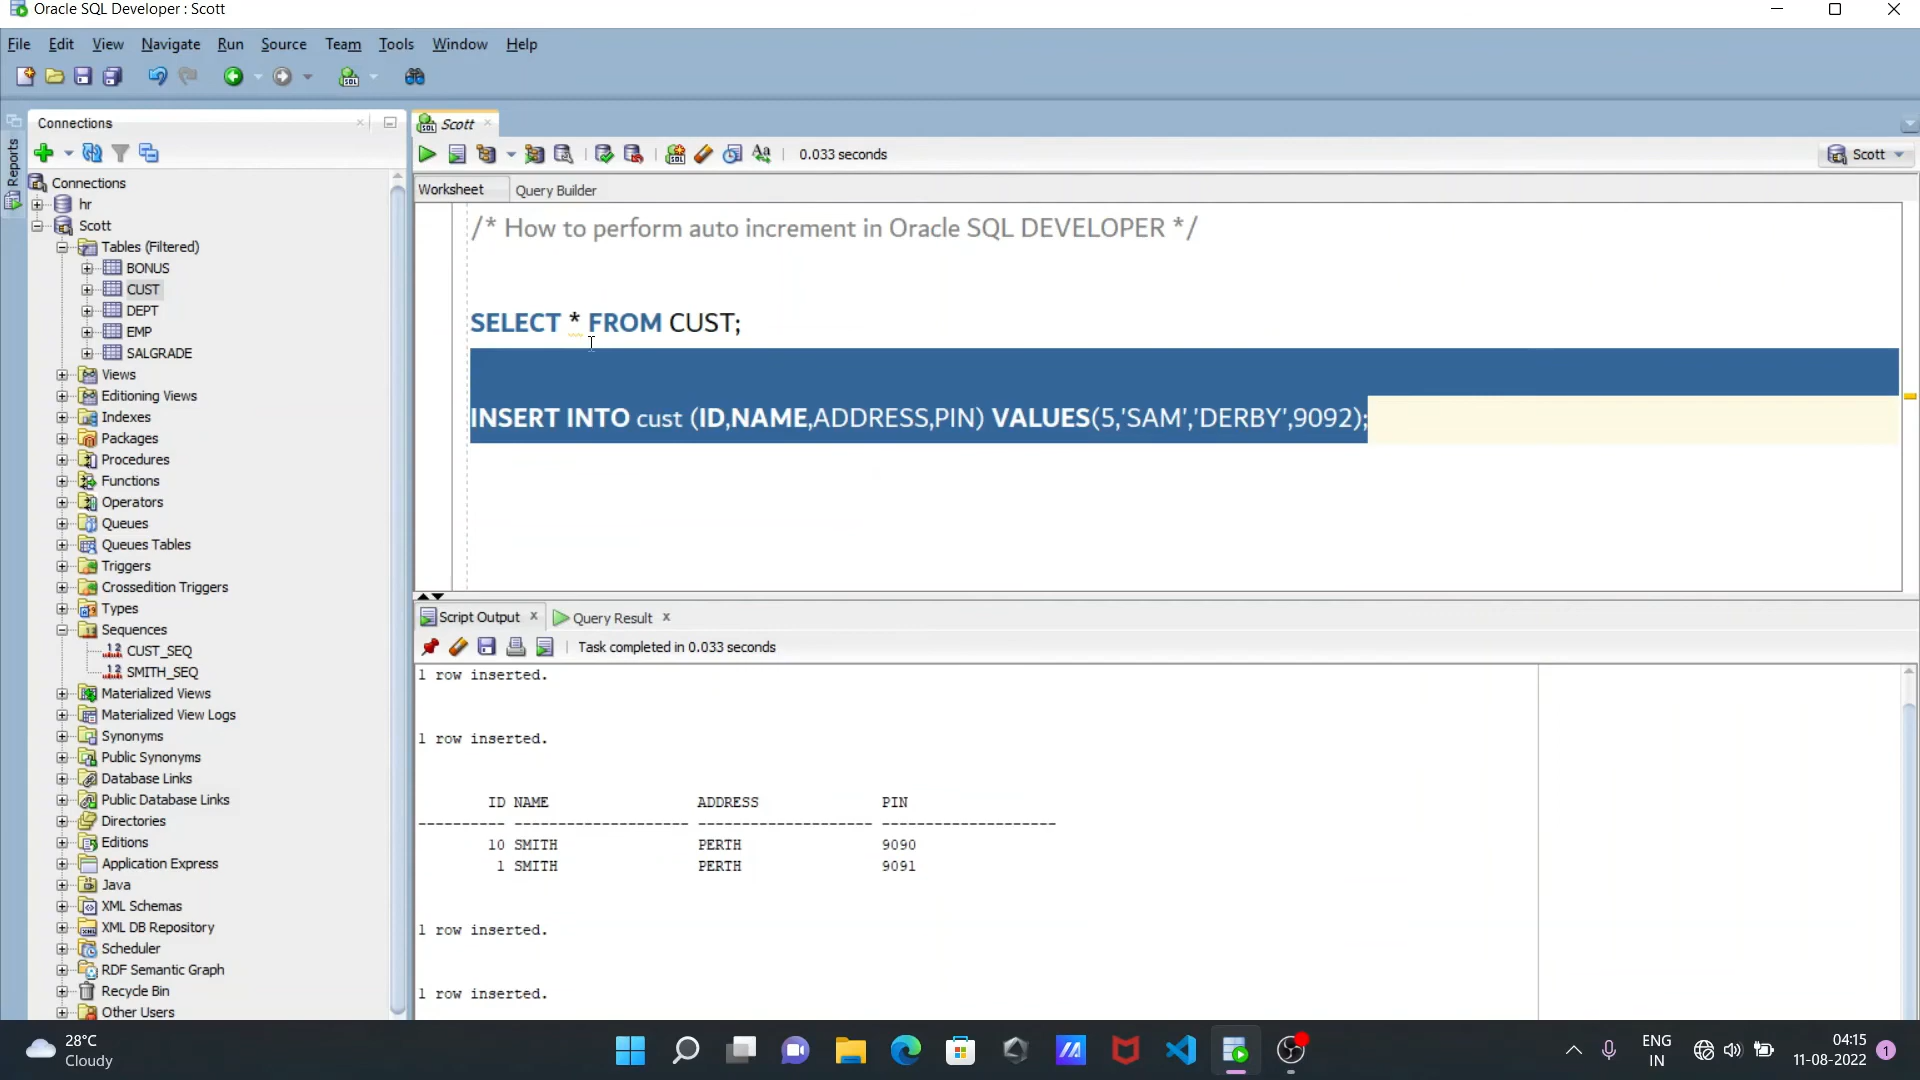 Oracle SQL Developer : Scott
File Edit View Navigate Run Source Team Tools Window Help
Connections
Reports
Connections
hr
Scott
Tables (Filtered)
BONUS
CUST
DEPT
EMP
SALGRADE
Views
Editioning Views
Indexes
Packages
Procedures
Functions
Operators
Queues
Queues Tables
Triggers
Crossedition Triggers
Types
Sequences
CUST_SEQ
SMITH_SEQ
Materialized Views
Materialized View Logs
Synonyms
Public Synonyms
Database Links
Public Database Links
Directories
Editions
Application Express
Java
XML Schemas
XML DB Repository
Scheduler
RDF Semantic Graph
Recycle Bin
Other Users
Scott
0.033 seconds
Scott
Worksheet Query Builder
/* How to perform auto increment in Oracle SQL DEVELOPER */
SELECT * FROM CUST;
INSERT INTO cust (ID,NAME,ADDRESS,PIN) VALUES(5,'SAM','DERBY',9092);
Script Output x Query Result x
Task completed in 0.033 seconds
1 row inserted.
1 row inserted.
ID NAME ADDRESS PIN
---------- -------------------- -------------------- --------------------
10 SMITH PERTH 9090
1 SMITH PERTH 9091
1 row inserted.
1 row inserted.
28°C
Cloudy
ENG
IN
04:15
11-08-2022
1